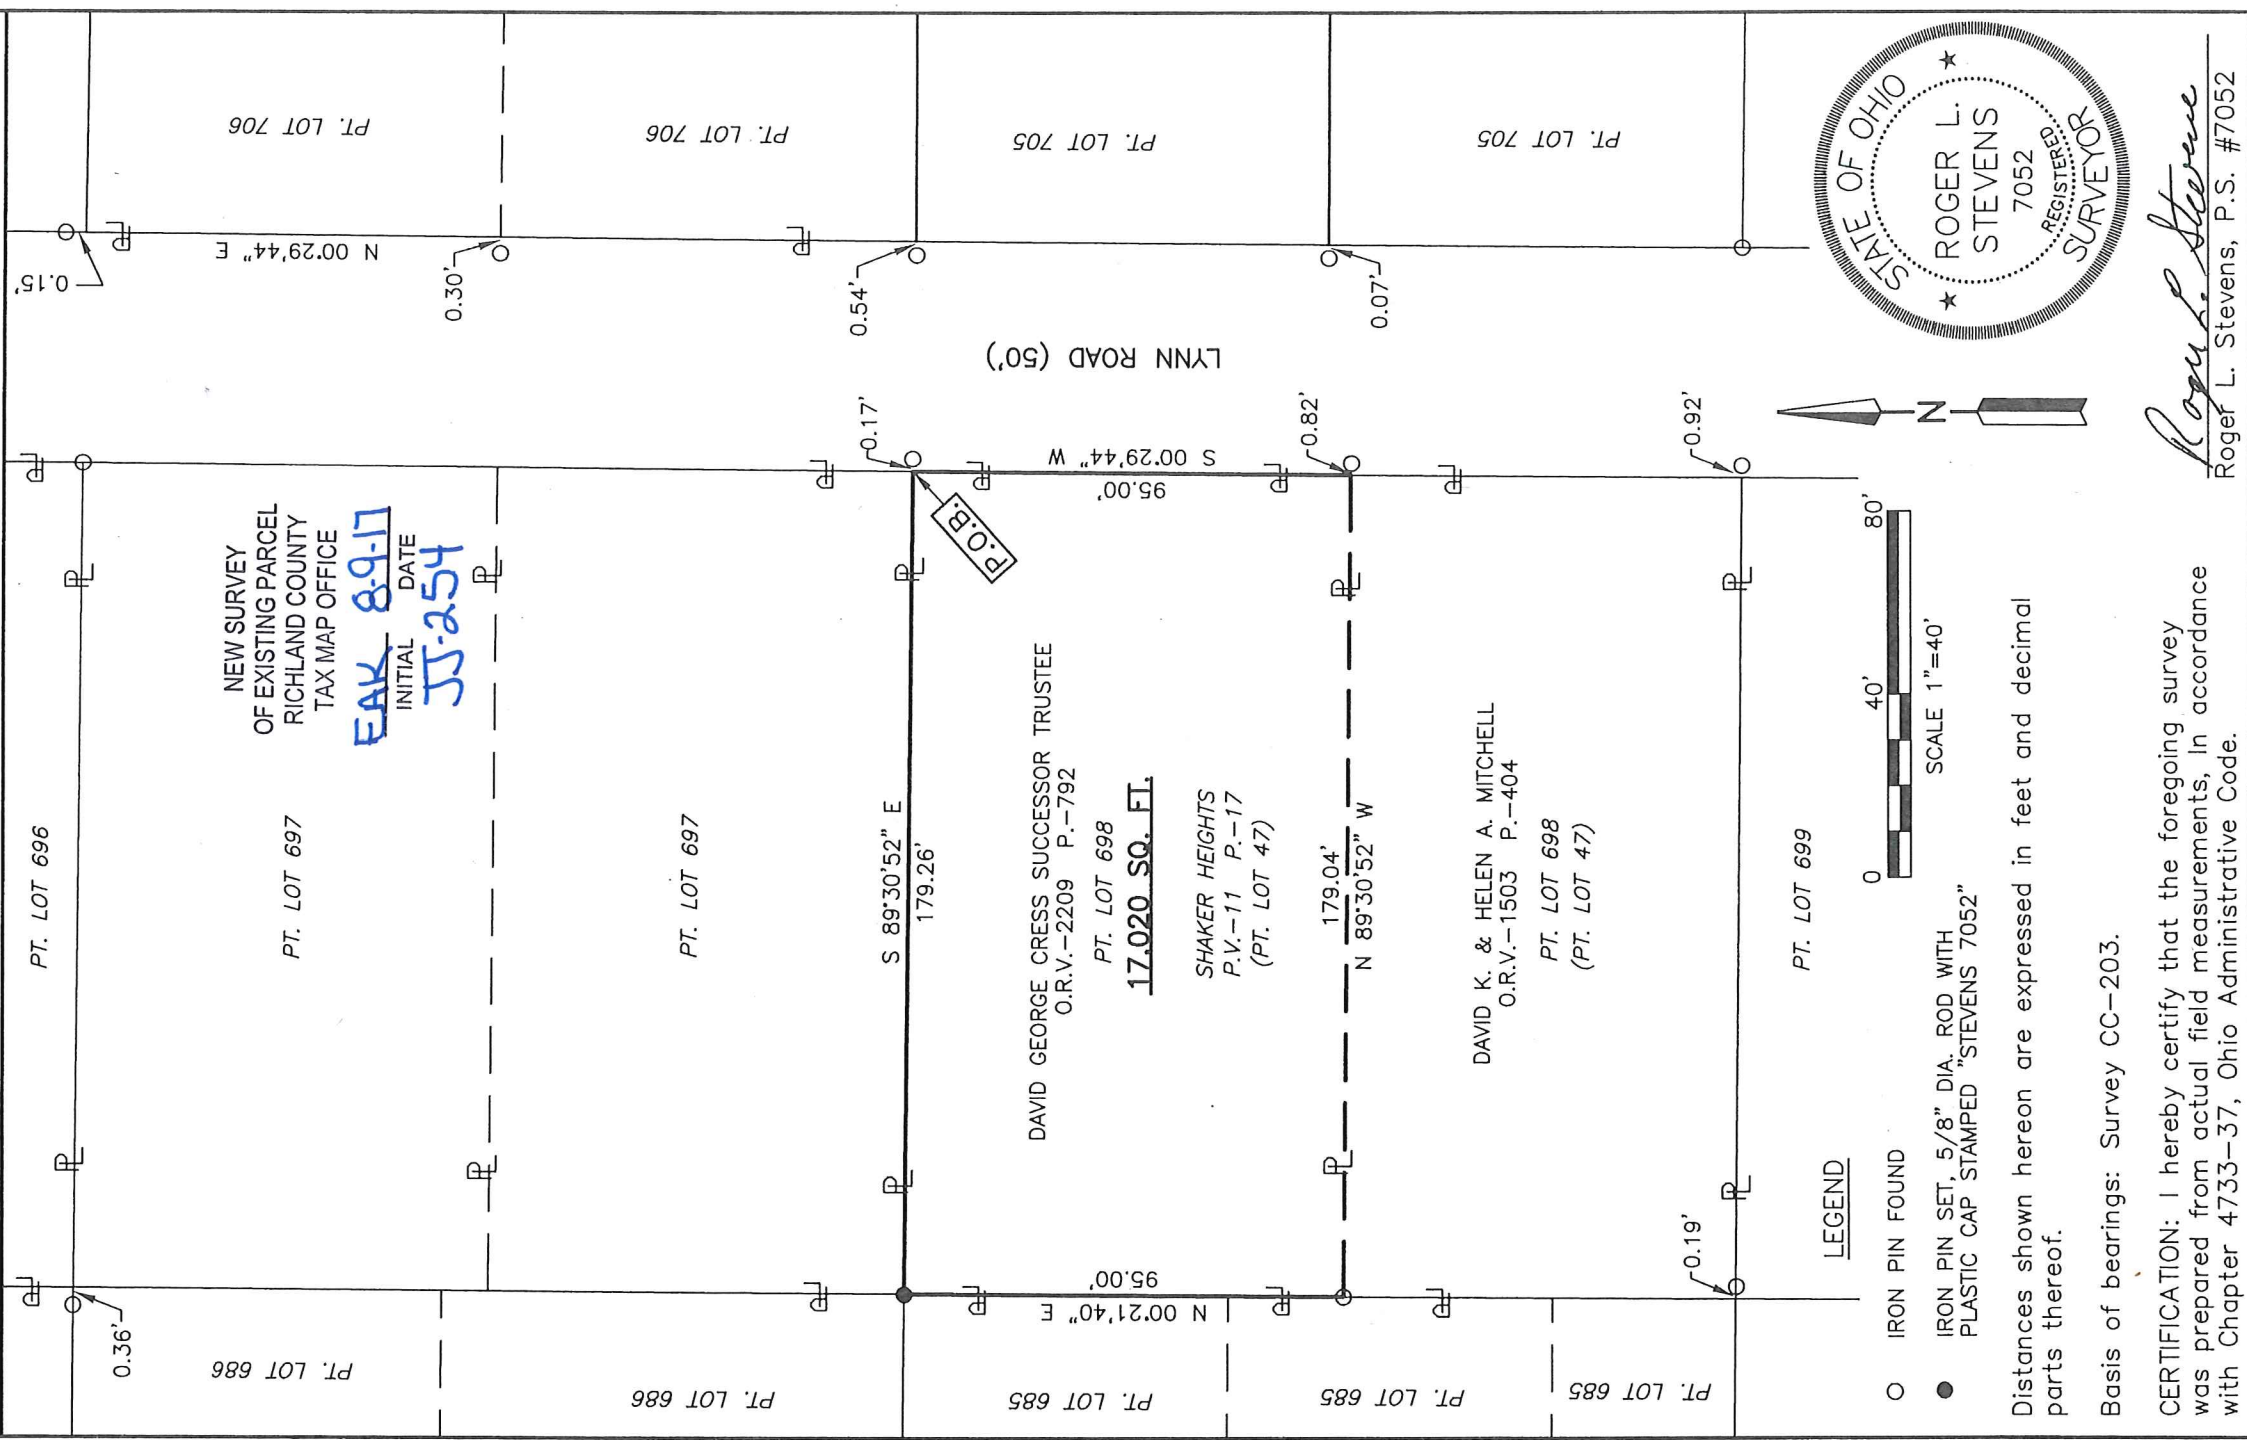 PT. LOT 696
PT. LOT 697
PT. LOT 697
NEW SURVEY
OF EXISTING PARCEL
RICHLAND COUNTY
TAX MAP OFFICE
EAK 8-9-17
INITIAL DATE
JJ-254
0.36'
PT. LOT 686
PT. LOT 686
PT. LOT 685
PT. LOT 685
PT. LOT 685
0.15'
N 00°29'44" E
0.30'
0.54'
0.07'
PT. LOT 706
PT. LOT 706
PT. LOT 705
PT. LOT 705
LYNN ROAD (50')
0.17'
P.O.B.
S 00°29'44" W
95.00'
0.82'
0.92'
S 89°30'52" E
179.26'
DAVID GEORGE CRESS SUCCESSOR TRUSTEE
O.R.V.-2209 P.-792
PT. LOT 698
17,020 SQ. FT.
SHAKER HEIGHTS
P.V.-11 P.-17
(PT. LOT 47)
N 00°21'40" E
95.00'
179.04'
N 89°30'52" W
DAVID K. & HELEN A. MITCHELL
O.R.V.-1503 P.-404
PT. LOT 698
(PT. LOT 47)
0.19'
PT. LOT 699
LEGEND
IRON PIN FOUND
IRON PIN SET, 5/8" DIA. ROD WITH
PLASTIC CAP STAMPED "STEVENS 7052"
0 40' 80'
SCALE 1"=40'
N
STATE OF OHIO
ROGER L.
STEVENS
7052
REGISTERED
SURVEYOR
Distances shown hereon are expressed in feet and decimal
parts thereof.
Basis of bearings: Survey CC-203.
CERTIFICATION: I hereby certify that the foregoing survey
was prepared from actual field measurements, In accordance
with Chapter 4733-37, Ohio Administrative Code.
Roger L. Stevens
Roger L. Stevens, P.S. #7052